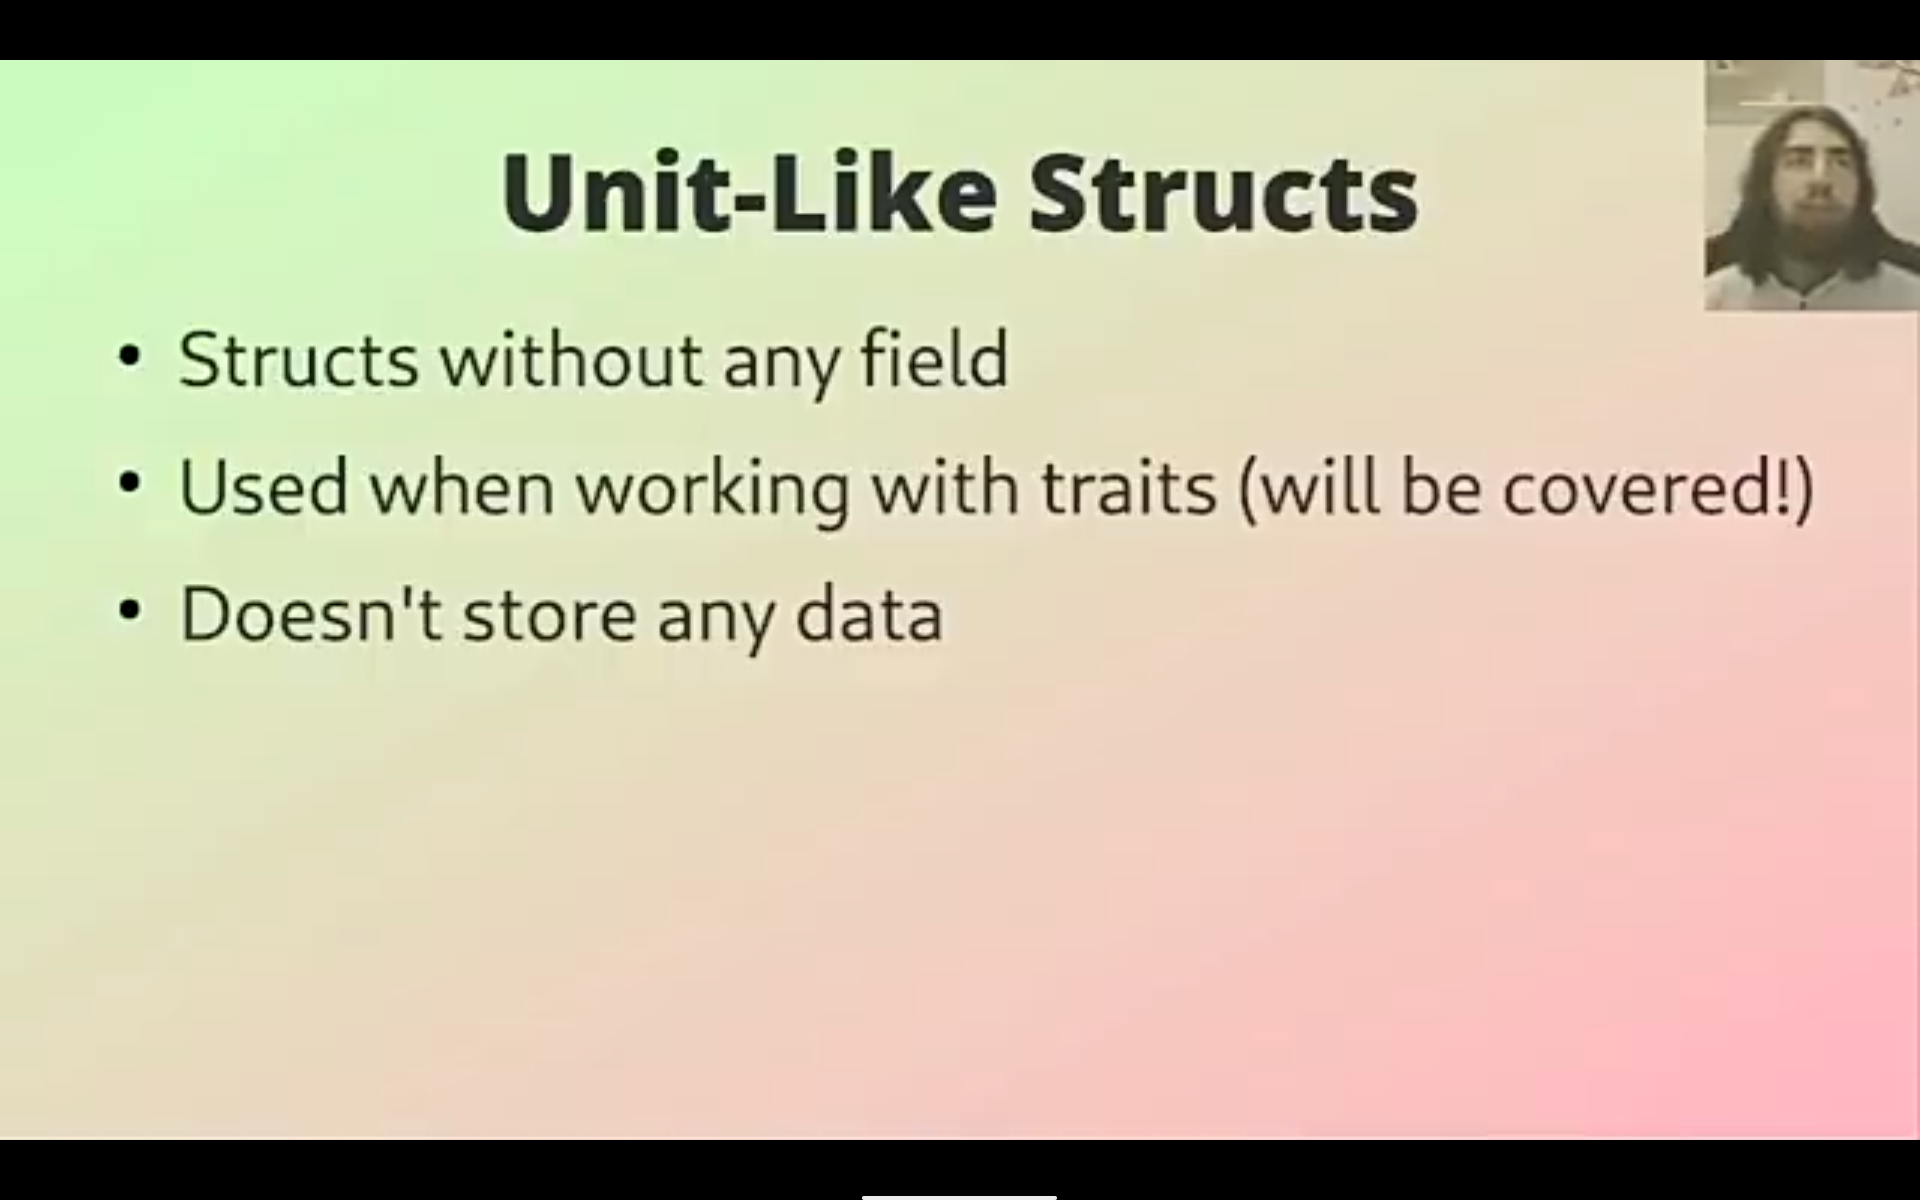 Unit-Like Structs
• Structs without any field
• Used when working with traits (will be covered!)
• Doesn't store any data